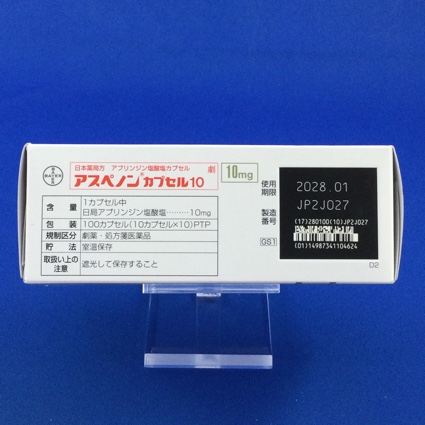 BAYER
日本薬局方 アプリンジン塩酸塩カプセル
劇
アスペノン®カプセル10
10mg
含量
1カプセル中
日局アプリンジン塩酸塩………10mg
包装
100カプセル(10カプセル×10)PTP
規制区分
劇薬・処方箋医薬品
貯法
室温保存
取扱い上の注意
遮光して保存すること
使用期限
2028.01
製造番号
JP2J027
(17)280100(10)JP2J027
GS1
(01)14987341104624
D2